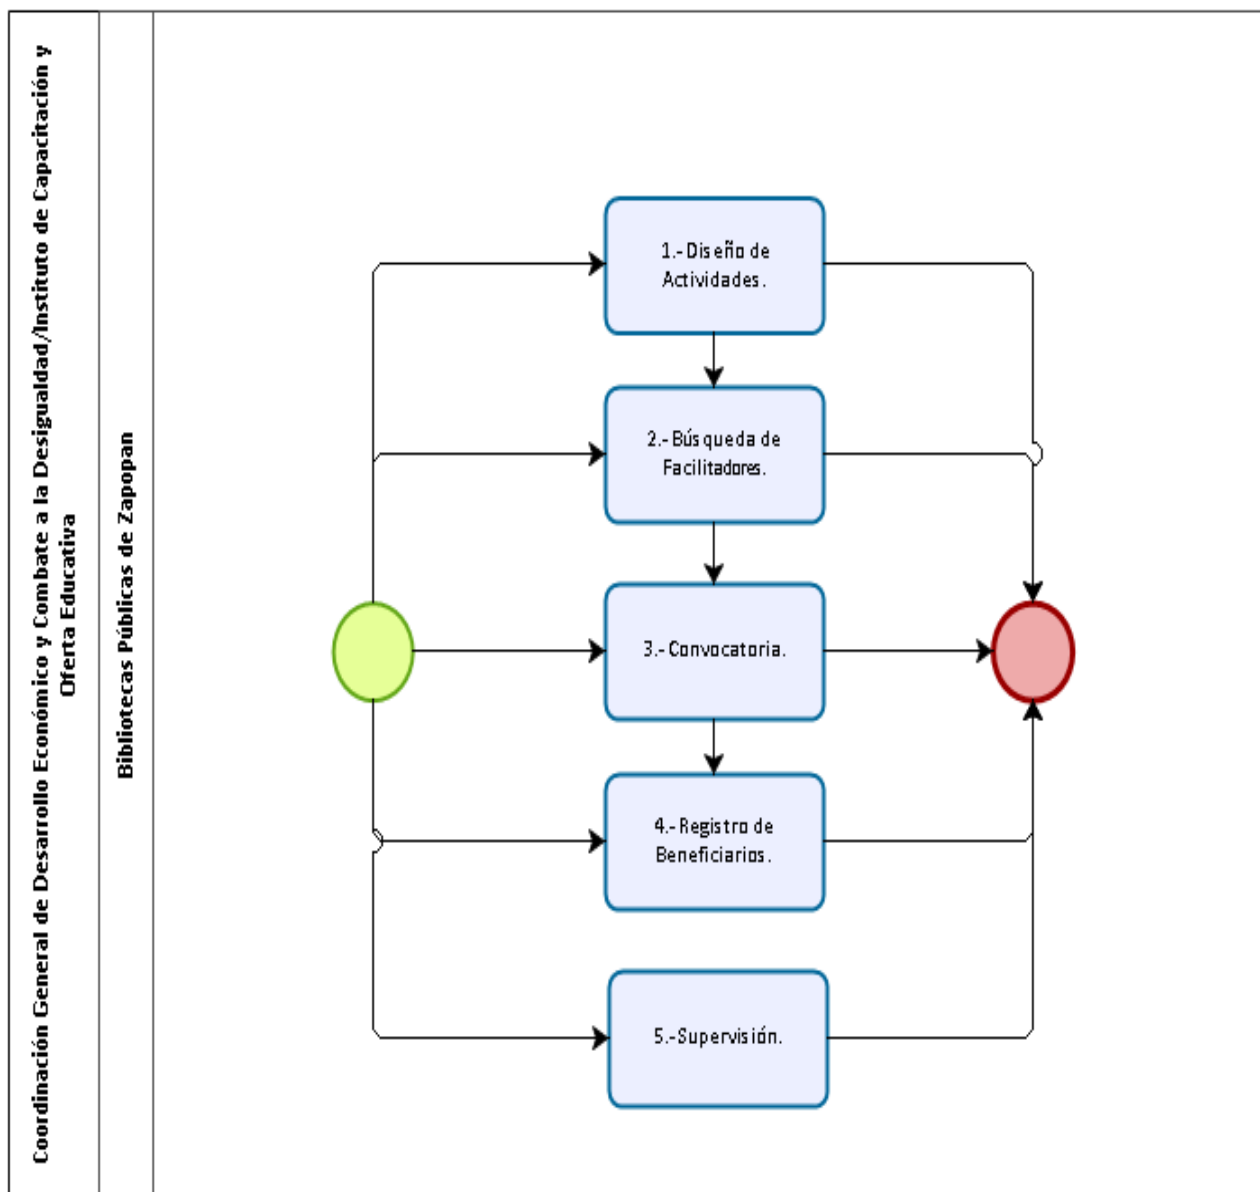 Coordinación General de Desarrollo Económico y Combate a la Desigualdad/Instituto de Capacitación y
Oferta Educativa
Bibliotecas Públicas de Zapopan
1.-Diseño de
Actividades.
2.-Búsqueda de
Facilitadores.
3.-Convocatoria.
4.-Registro de
Beneficiarios.
5.-Supervisión.